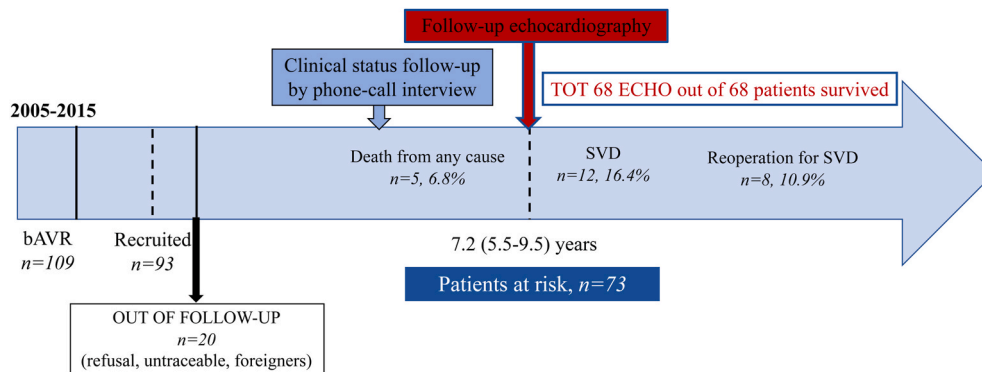 Follow-up echocardiography
Clinical status follow-up
by phone-call interview
TOT 68 ECHO out of 68 patients survived
2005-2015
Death from any cause
n=5, 6.8%
SVD
n=12, 16.4%
Reoperation for SVD
n=8, 10.9%
bAVR
n=109
Recruited
n=93
7.2 (5.5-9.5) years
Patients at risk, n=73
OUT OF FOLLOW-UP
n=20
(refusal, untraceable, foreigners)